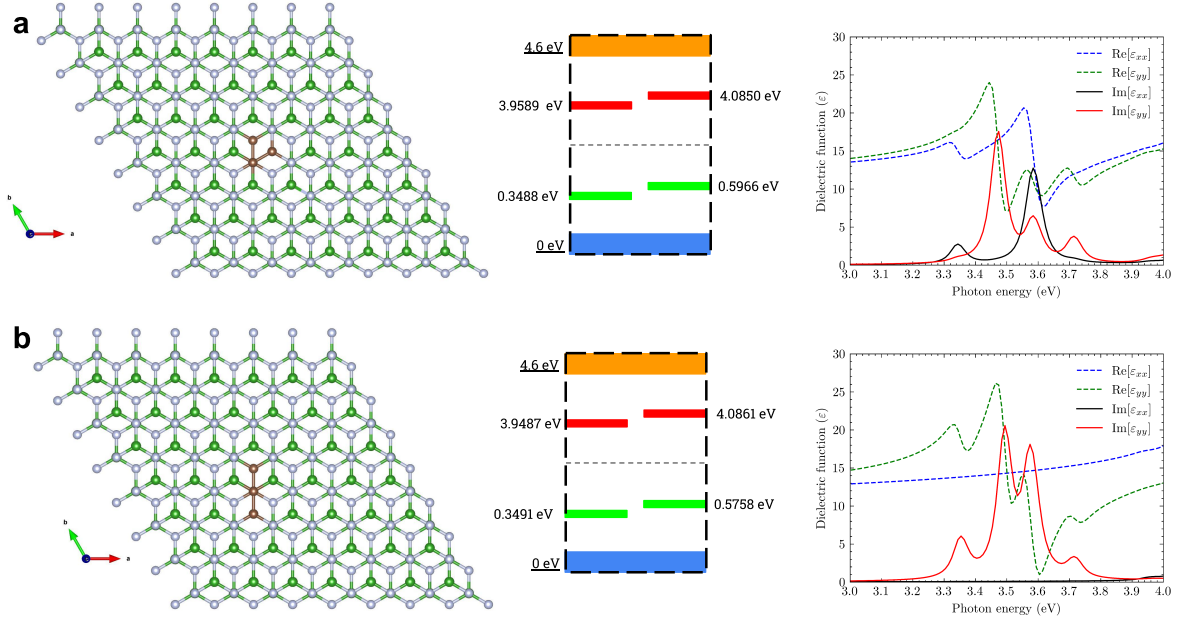 a
b
a
4.6 eV
3.9589 eV
4.0850 eV
0.3488 eV
0.5966 eV
0 eV
Dielectric function (ε)
30
25
20
15
10
5
0
Re[εxx]
Re[εyy]
Im[εxx]
Im[εyy]
3.0 3.1 3.2 3.3 3.4 3.5 3.6 3.7 3.8 3.9 4.0
Photon energy (eV)
b
b
a
4.6 eV
3.9487 eV
4.0861 eV
0.3491 eV
0.5758 eV
0 eV
Dielectric function (ε)
30
25
20
15
10
5
0
Re[εxx]
Re[εyy]
Im[εxx]
Im[εyy]
3.0 3.1 3.2 3.3 3.4 3.5 3.6 3.7 3.8 3.9 4.0
Photon energy (eV)